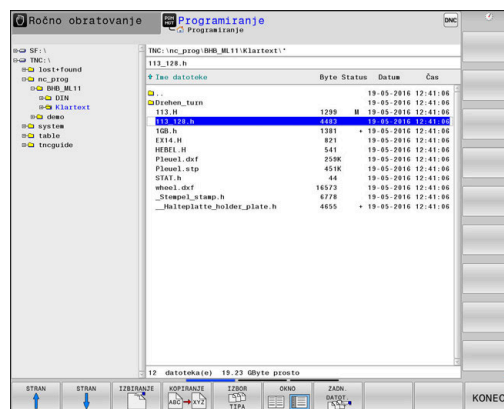 Ročno obratovanje
Programiranje
Programiranje
DNC
SF:\
TNC:\
lost+found
nc_prog
BHB_ML11
DIN
Klartext
demo
system
table
tncguide
TNC:\nc_prog\BHB_ML11\Klartext\*
113_128.h
Ime datoteke Byte Status Datum Čas
.. 19-05-2016 12:41:06
Drehen_turn 19-05-2016 12:41:06
113.H 1299 M 19-05-2016 12:41:06
113_128.h 4483 19-05-2016 12:41:06
1GB.h 1381 + 19-05-2016 12:41:06
EX14.H 821 19-05-2016 12:41:06
HEBEL.H 541 19-05-2016 12:41:06
Pleuel.dxf 259K 19-05-2016 12:41:06
Pleuel.stp 451K 19-05-2016 12:41:06
STAT.h 44 19-05-2016 12:41:06
wheel.dxf 16573 19-05-2016 12:41:06
_Stempel_stamp.h 6778 19-05-2016 12:41:06
__Halteplatte_holder_plate.h 4655 + 19-05-2016 12:41:06
12 datoteka(e) 19.23 GByte prosto
STRAN
STRAN
IZBIRANJE
KOPIRANJE
ABC
XYZ
IZBOR
TIPA
OKNO
ZADN.
DATOT.
KONEC